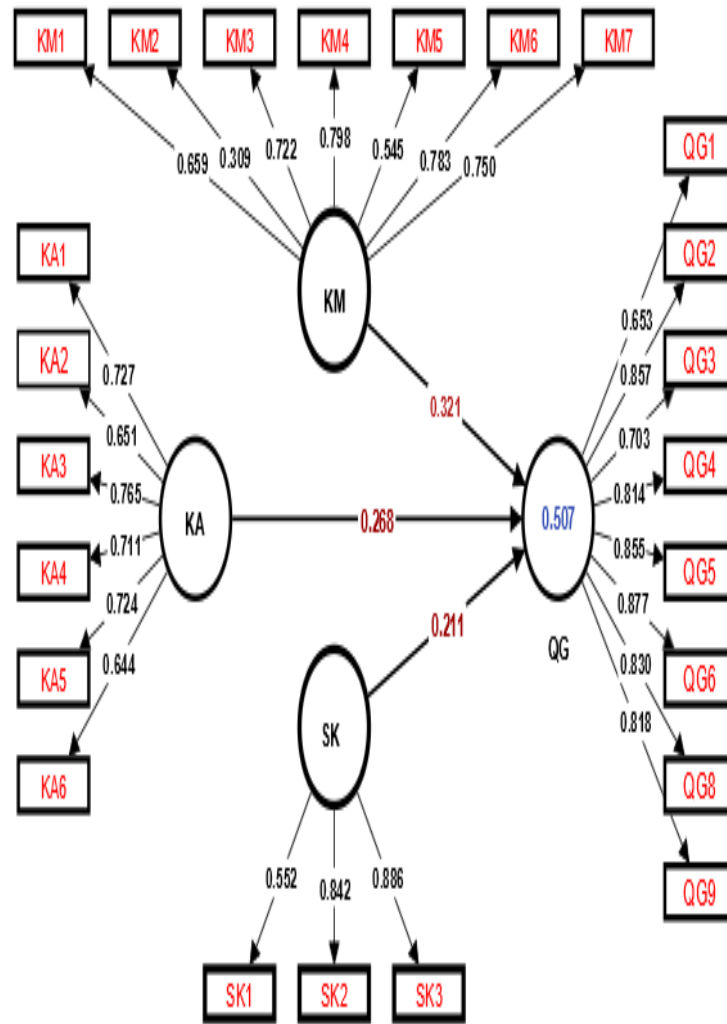 KM1 KM2 KM3 KM4 KM5 KM6 KM7
0.659 0.309 0.722 0.798 0.545 0.783 0.750
KM
KA1
KA2
KA3
KA4
KA5
KA6
0.727
0.651
0.765
0.711
0.724
0.644
KA
0.321
0.268
0.211
0.507
QG
QG1
QG2
QG3
QG4
QG5
QG6
QG8
QG9
0.653
0.857
0.703
0.814
0.855
0.877
0.830
0.818
SK
0.552 0.842 0.886
SK1 SK2 SK3